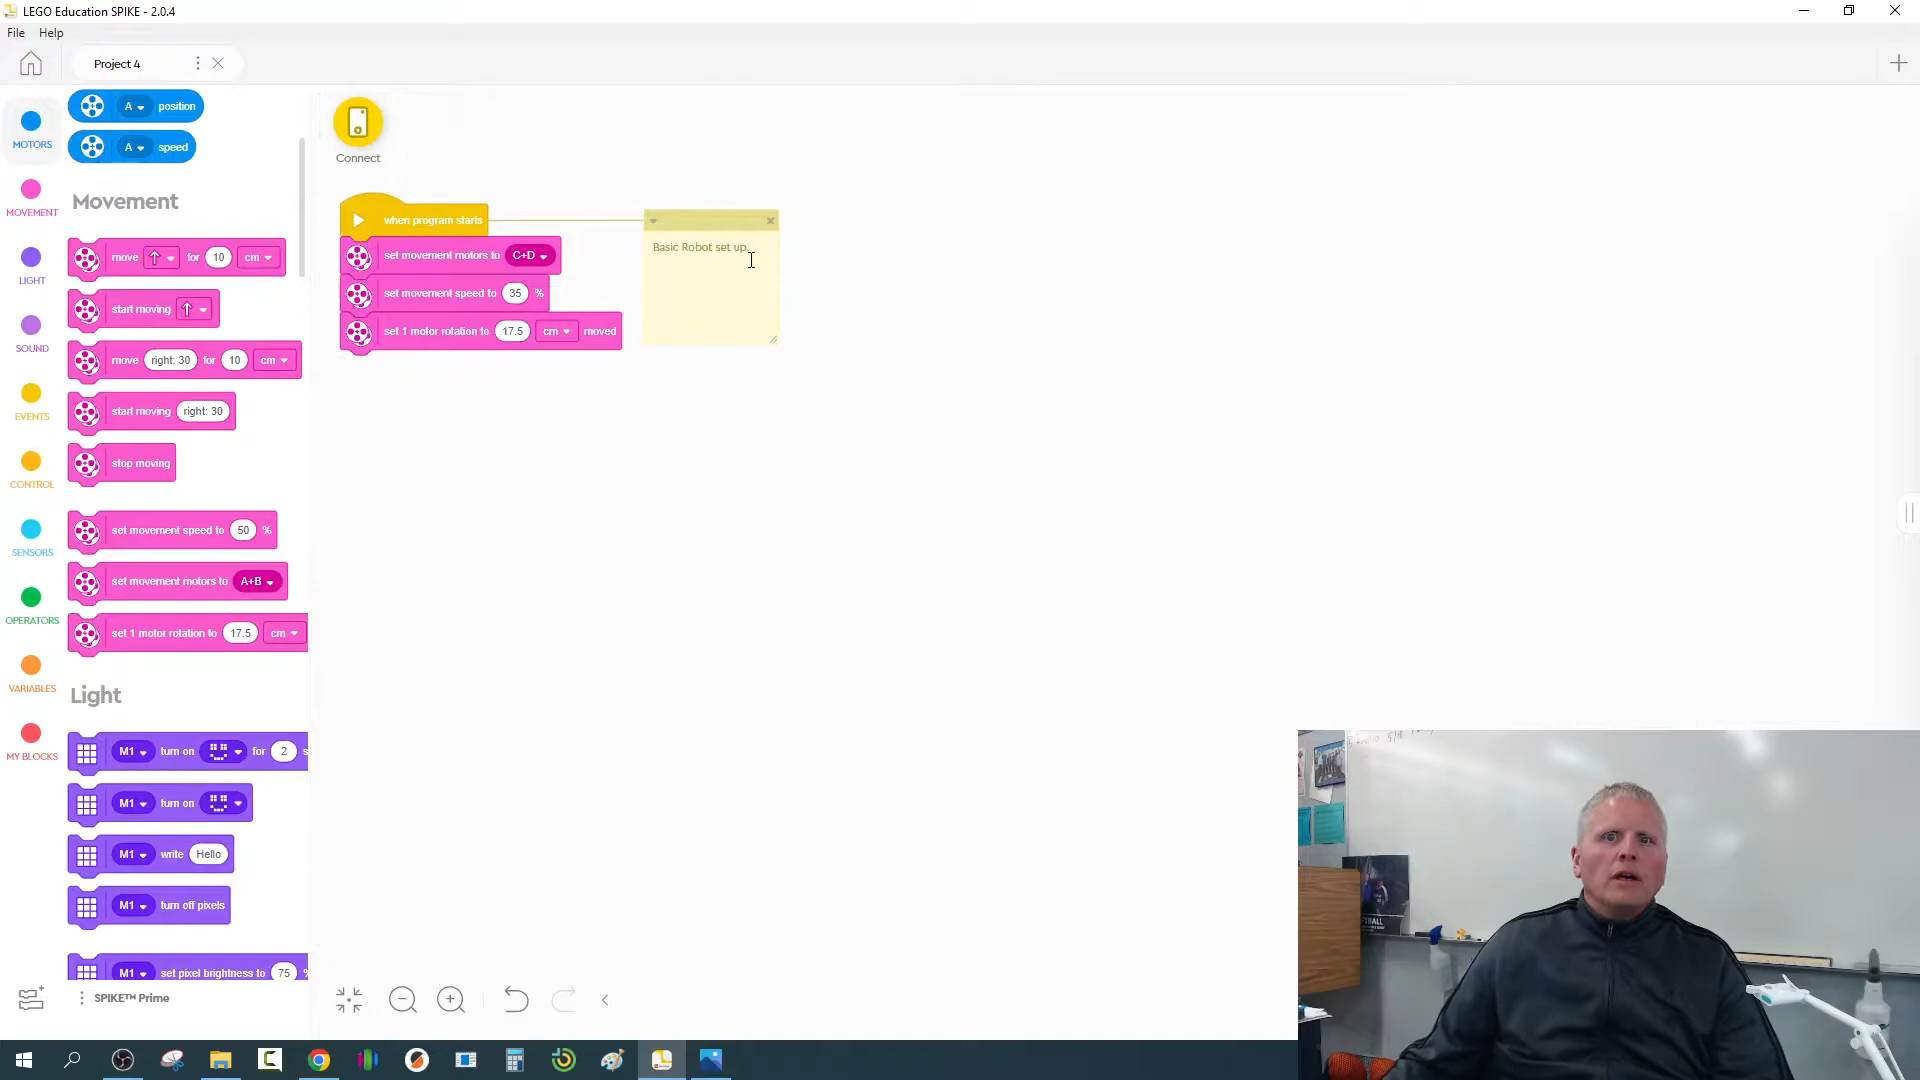 LEGO Education SPIKE - 2.0.4
File Help
Project 4
MOTORS
MOVEMENT
LIGHT
SOUND
EVENTS
CONTROL
SENSORS
OPERATORS
VARIABLES
MY BLOCKS
A position
A speed
Movement
move for 10 cm
start moving
move right: 30 for 10 cm
start moving right: 30
stop moving
set movement speed to 50 %
set movement motors to A+B
set 1 motor rotation to 17.5 cm
Light
M1 turn on for 2 s
M1 turn on
M1 write Hello
M1 turn off pixels
M1 set pixel brightness to 75 %
SPIKE™ Prime
Connect
when program starts
set movement motors to C+D
set movement speed to 35 %
set 1 motor rotation to 17.5 cm moved
Basic Robot set up.